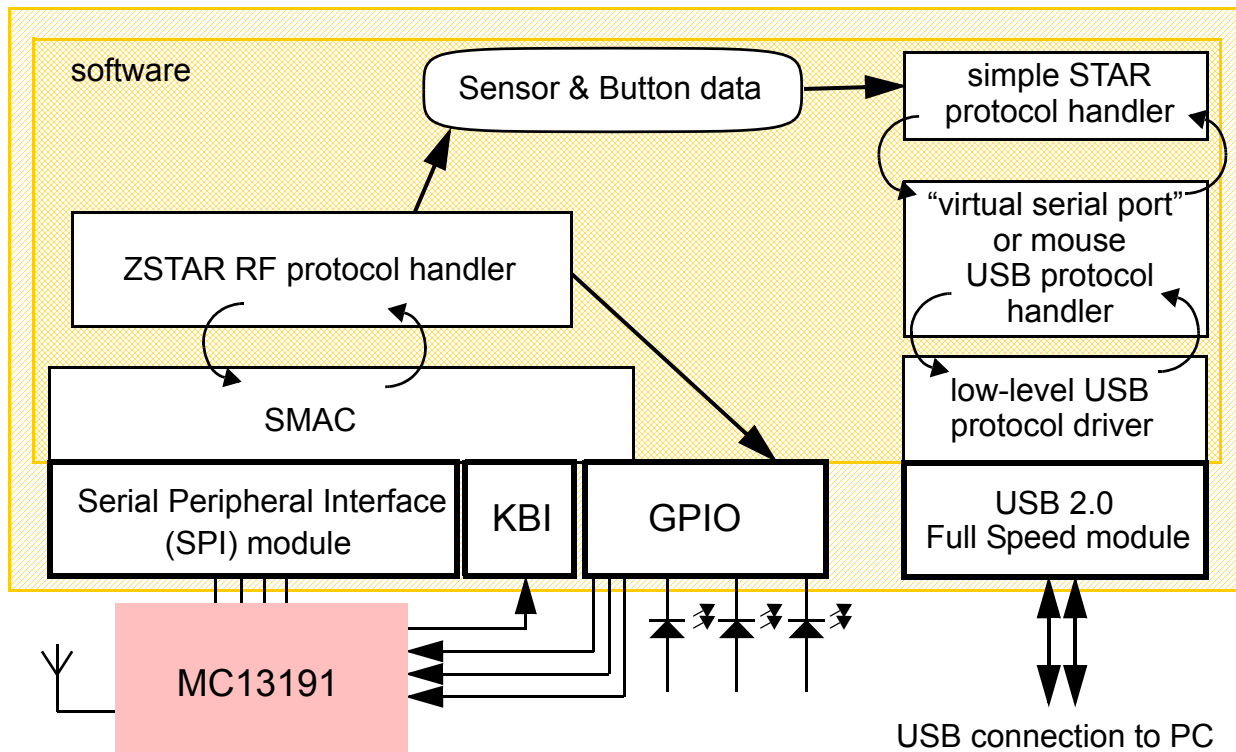 software
Sensor & Button data
simple STAR
protocol handler
ZSTAR RF protocol handler
“virtual serial port”
or mouse
USB protocol
handler
SMAC
low-level USB
protocol driver
Serial Peripheral Interface
(SPI) module
KBI
GPIO
USB 2.0
Full Speed module
MC13191
USB connection to PC